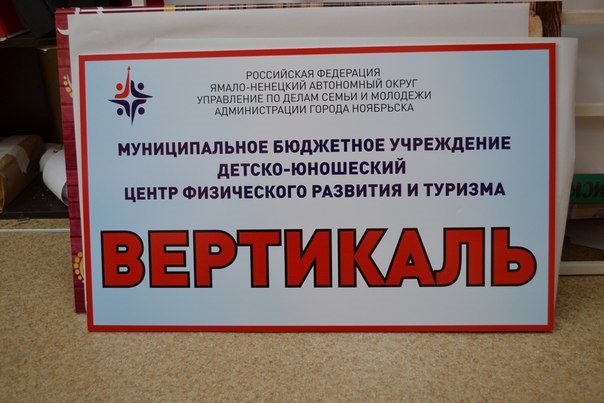 РОССИЙСКАЯ ФЕДЕРАЦИЯ
ЯМАЛО-НЕНЕЦКИЙ АВТОНОМНЫЙ ОКРУГ
УПРАВЛЕНИЕ ПО ДЕЛАМ СЕМЬИ И МОЛОДЕЖИ
АДМИНИСТРАЦИИ ГОРОДА НОЯБРЬСКА
МУНИЦИПАЛЬНОЕ БЮДЖЕТНОЕ УЧРЕЖДЕНИЕ
ДЕТСКО-ЮНОШЕСКИЙ
ЦЕНТР ФИЗИЧЕСКОГО РАЗВИТИЯ И ТУРИЗМА
ВЕРТИКАЛЬ